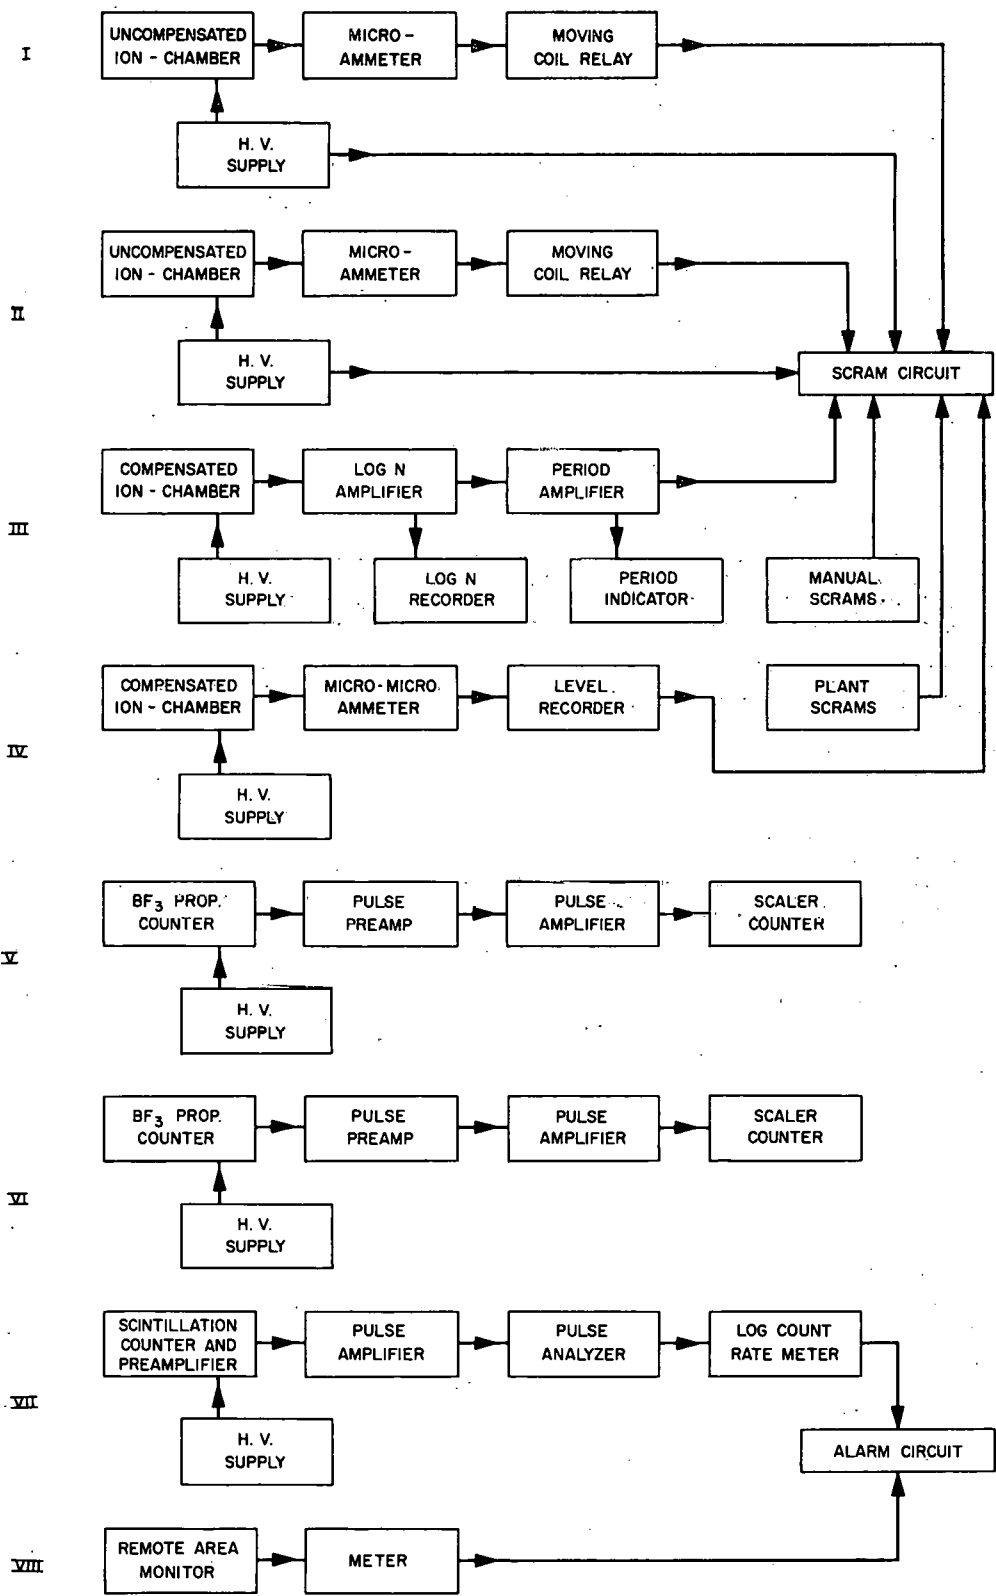 I
UNCOMPENSATED
ION - CHAMBER
MICRO -
AMMETER
MOVING
COIL RELAY
H. V.
SUPPLY
II
UNCOMPENSATED
ION - CHAMBER
MICRO -
AMMETER
MOVING
COIL RELAY
H. V.
SUPPLY
SCRAM CIRCUIT
III
COMPENSATED
ION - CHAMBER
LOG N
AMPLIFIER
PERIOD
AMPLIFIER
H. V.
SUPPLY
LOG N
RECORDER
PERIOD
INDICATOR
MANUAL
SCRAMS
IV
COMPENSATED
ION - CHAMBER
MICRO - MICRO
AMMETER
LEVEL
RECORDER
PLANT
SCRAMS
H. V.
SUPPLY
V
BF₃ PROP.
COUNTER
PULSE
PREAMP
PULSE
AMPLIFIER
SCALER
COUNTER
H. V.
SUPPLY
VI
BF₃ PROP.
COUNTER
PULSE
PREAMP
PULSE
AMPLIFIER
SCALER
COUNTER
H. V.
SUPPLY
VII
SCINTILLATION
COUNTER AND
PREAMPLIFIER
PULSE
AMPLIFIER
PULSE
ANALYZER
LOG COUNT
RATE METER
H. V.
SUPPLY
ALARM CIRCUIT
VIII
REMOTE AREA
MONITOR
METER